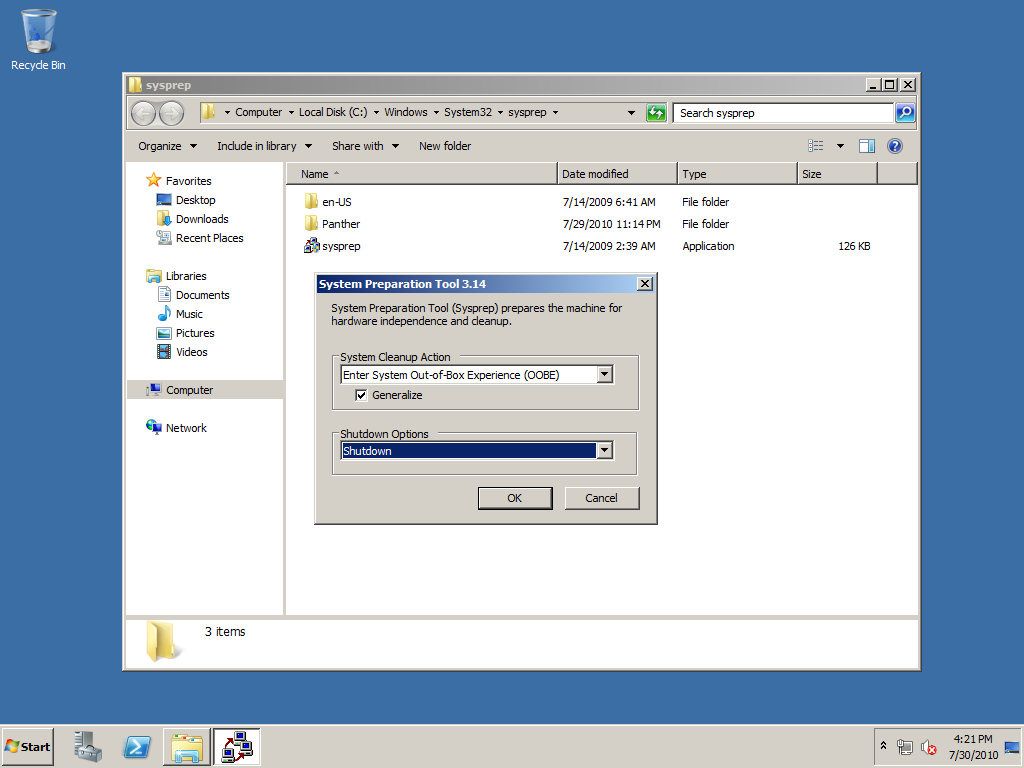 Recycle Bin
sysprep
Computer Local Disk (C:) Windows System32 sysprep
Search sysprep
Organize Include in library Share with New folder
Name Date modified Type Size
Favorites
Desktop
Downloads
Recent Places
Libraries
Documents
Music
Pictures
Videos
Computer
Network
en-US 7/14/2009 6:41 AM File folder
Panther 7/29/2010 11:14 PM File folder
sysprep 7/14/2009 2:39 AM Application 126 KB
System Preparation Tool 3.14
System Preparation Tool (Sysprep) prepares the machine for
hardware independence and cleanup.
System Cleanup Action
Enter System Out-of-Box Experience (OOBE)
Generalize
Shutdown Options
Shutdown
OK Cancel
3 items
Start
4:21 PM
7/30/2010